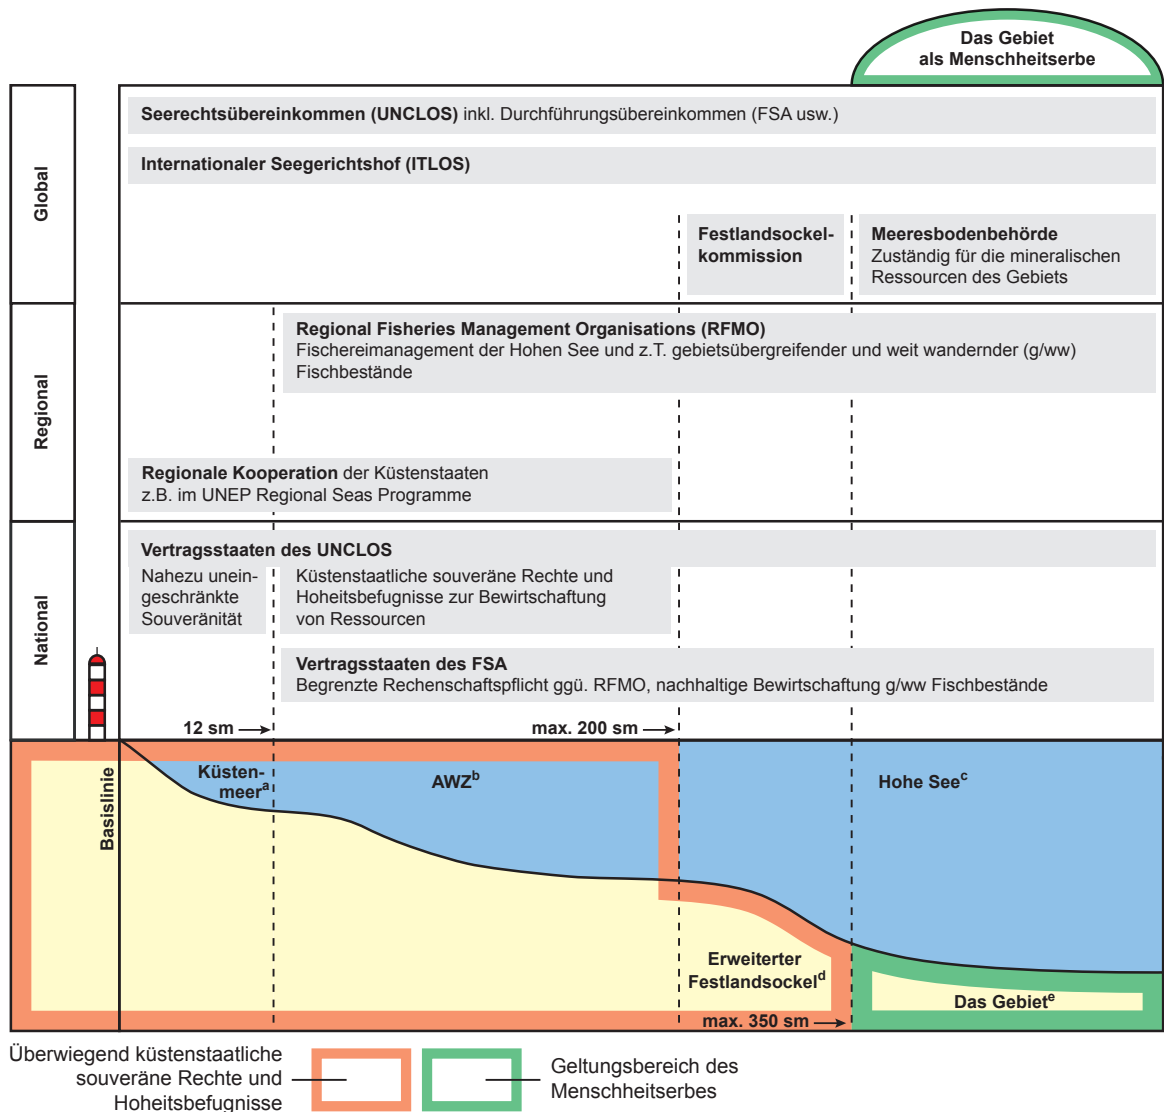 Das Gebiet
als Menschheitserbe
Global
Seerechtsübereinkommen (UNCLOS) inkl. Durchführungsübereinkommen (FSA usw.)
Internationaler Seegerichtshof (ITLOS)
Festlandsockel-
kommission
Meeresbodenbehörde
Zuständig für die mineralischen
Ressourcen des Gebiets
Regional
Regional Fisheries Management Organisations (RFMO)
Fischereimanagement der Hohen See und z.T. gebietsübergreifender und weit wandernder (g/ww)
Fischbestände
Regionale Kooperation der Küstenstaaten
z.B. im UNEP Regional Seas Programme
National
Vertragsstaaten des UNCLOS
Nahezu unein-
geschränkte
Souveränität
Küstenstaatliche souveräne Rechte und
Hoheitsbefugnisse zur Bewirtschaftung
von Ressourcen
Vertragsstaaten des FSA
Begrenzte Rechenschaftspflicht ggü. RFMO, nachhaltige Bewirtschaftung g/ww Fischbestände
12 sm
max. 200 sm
Basislinie
Küsten-
meerᵃ
AWZᵇ
Hohe Seeᶜ
Erweiterter
Festlandsockelᵈ
Das Gebietᵉ
max. 350 sm
Überwiegend küstenstaatliche
souveräne Rechte und
Hoheitsbefugnisse
Geltungsbereich des
Menschheitserbes